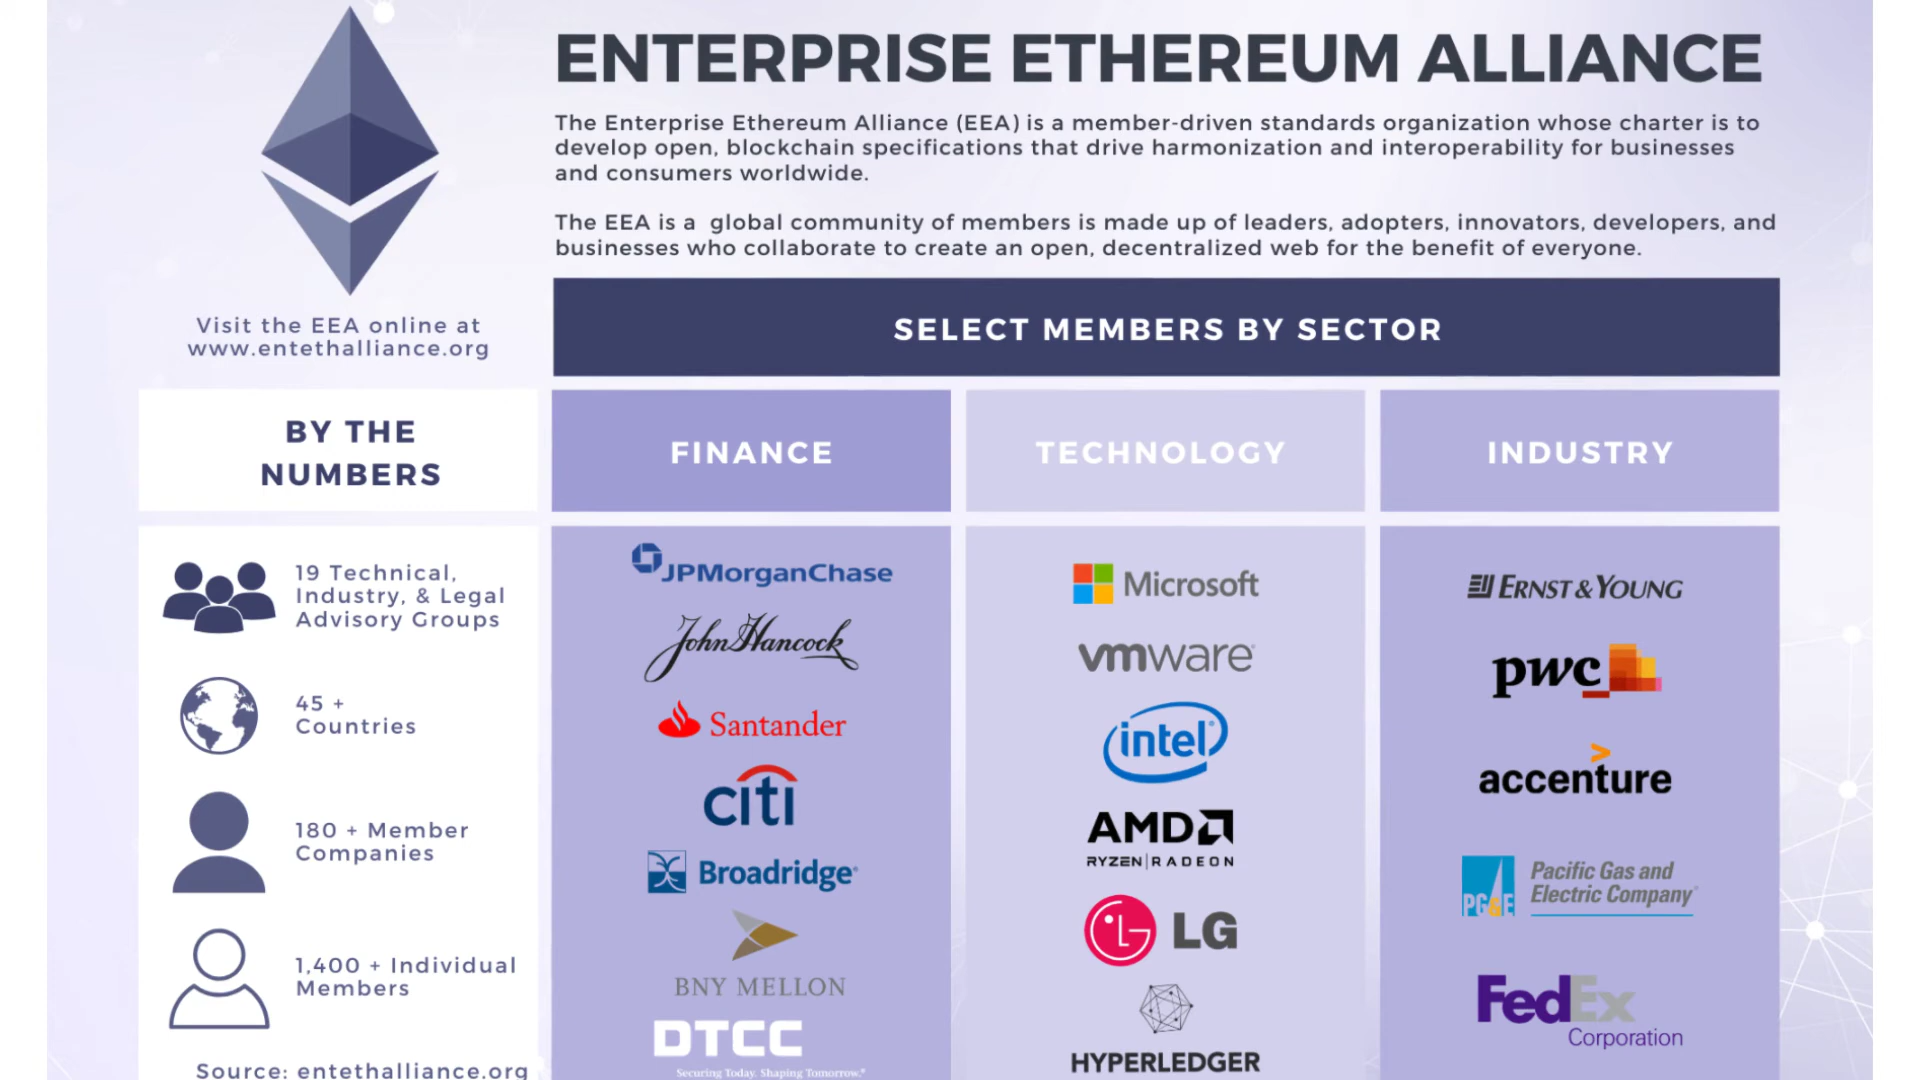 ENTERPRISE ETHEREUM ALLIANCE
The Enterprise Ethereum Alliance (EEA) is a member-driven standards organization whose charter is to
develop open, blockchain specifications that drive harmonization and interoperability for businesses
and consumers worldwide.
The EEA is a global community of members is made up of leaders, adopters, innovators, developers, and
businesses who collaborate to create an open, decentralized web for the benefit of everyone.
Visit the EEA online at
www.entethalliance.org
SELECT MEMBERS BY SECTOR
BY THE
NUMBERS
19 Technical,
Industry, & Legal
Advisory Groups
45 +
Countries
180 + Member
Companies
1,400 + Individual
Members
Source: entethalliance.org
FINANCE
JPMorganChase
John Hancock
Santander
citi
Broadridge®
BNY MELLON
DTCC
Securing Today. Shaping Tomorrow.®
TECHNOLOGY
Microsoft
vmware®
intel®
AMD
RYZEN | RADEON
LG
HYPERLEDGER
INDUSTRY
ERNST & YOUNG
pwc
accenture
PG&E
Pacific Gas and
Electric Company®
FedEx
Corporation